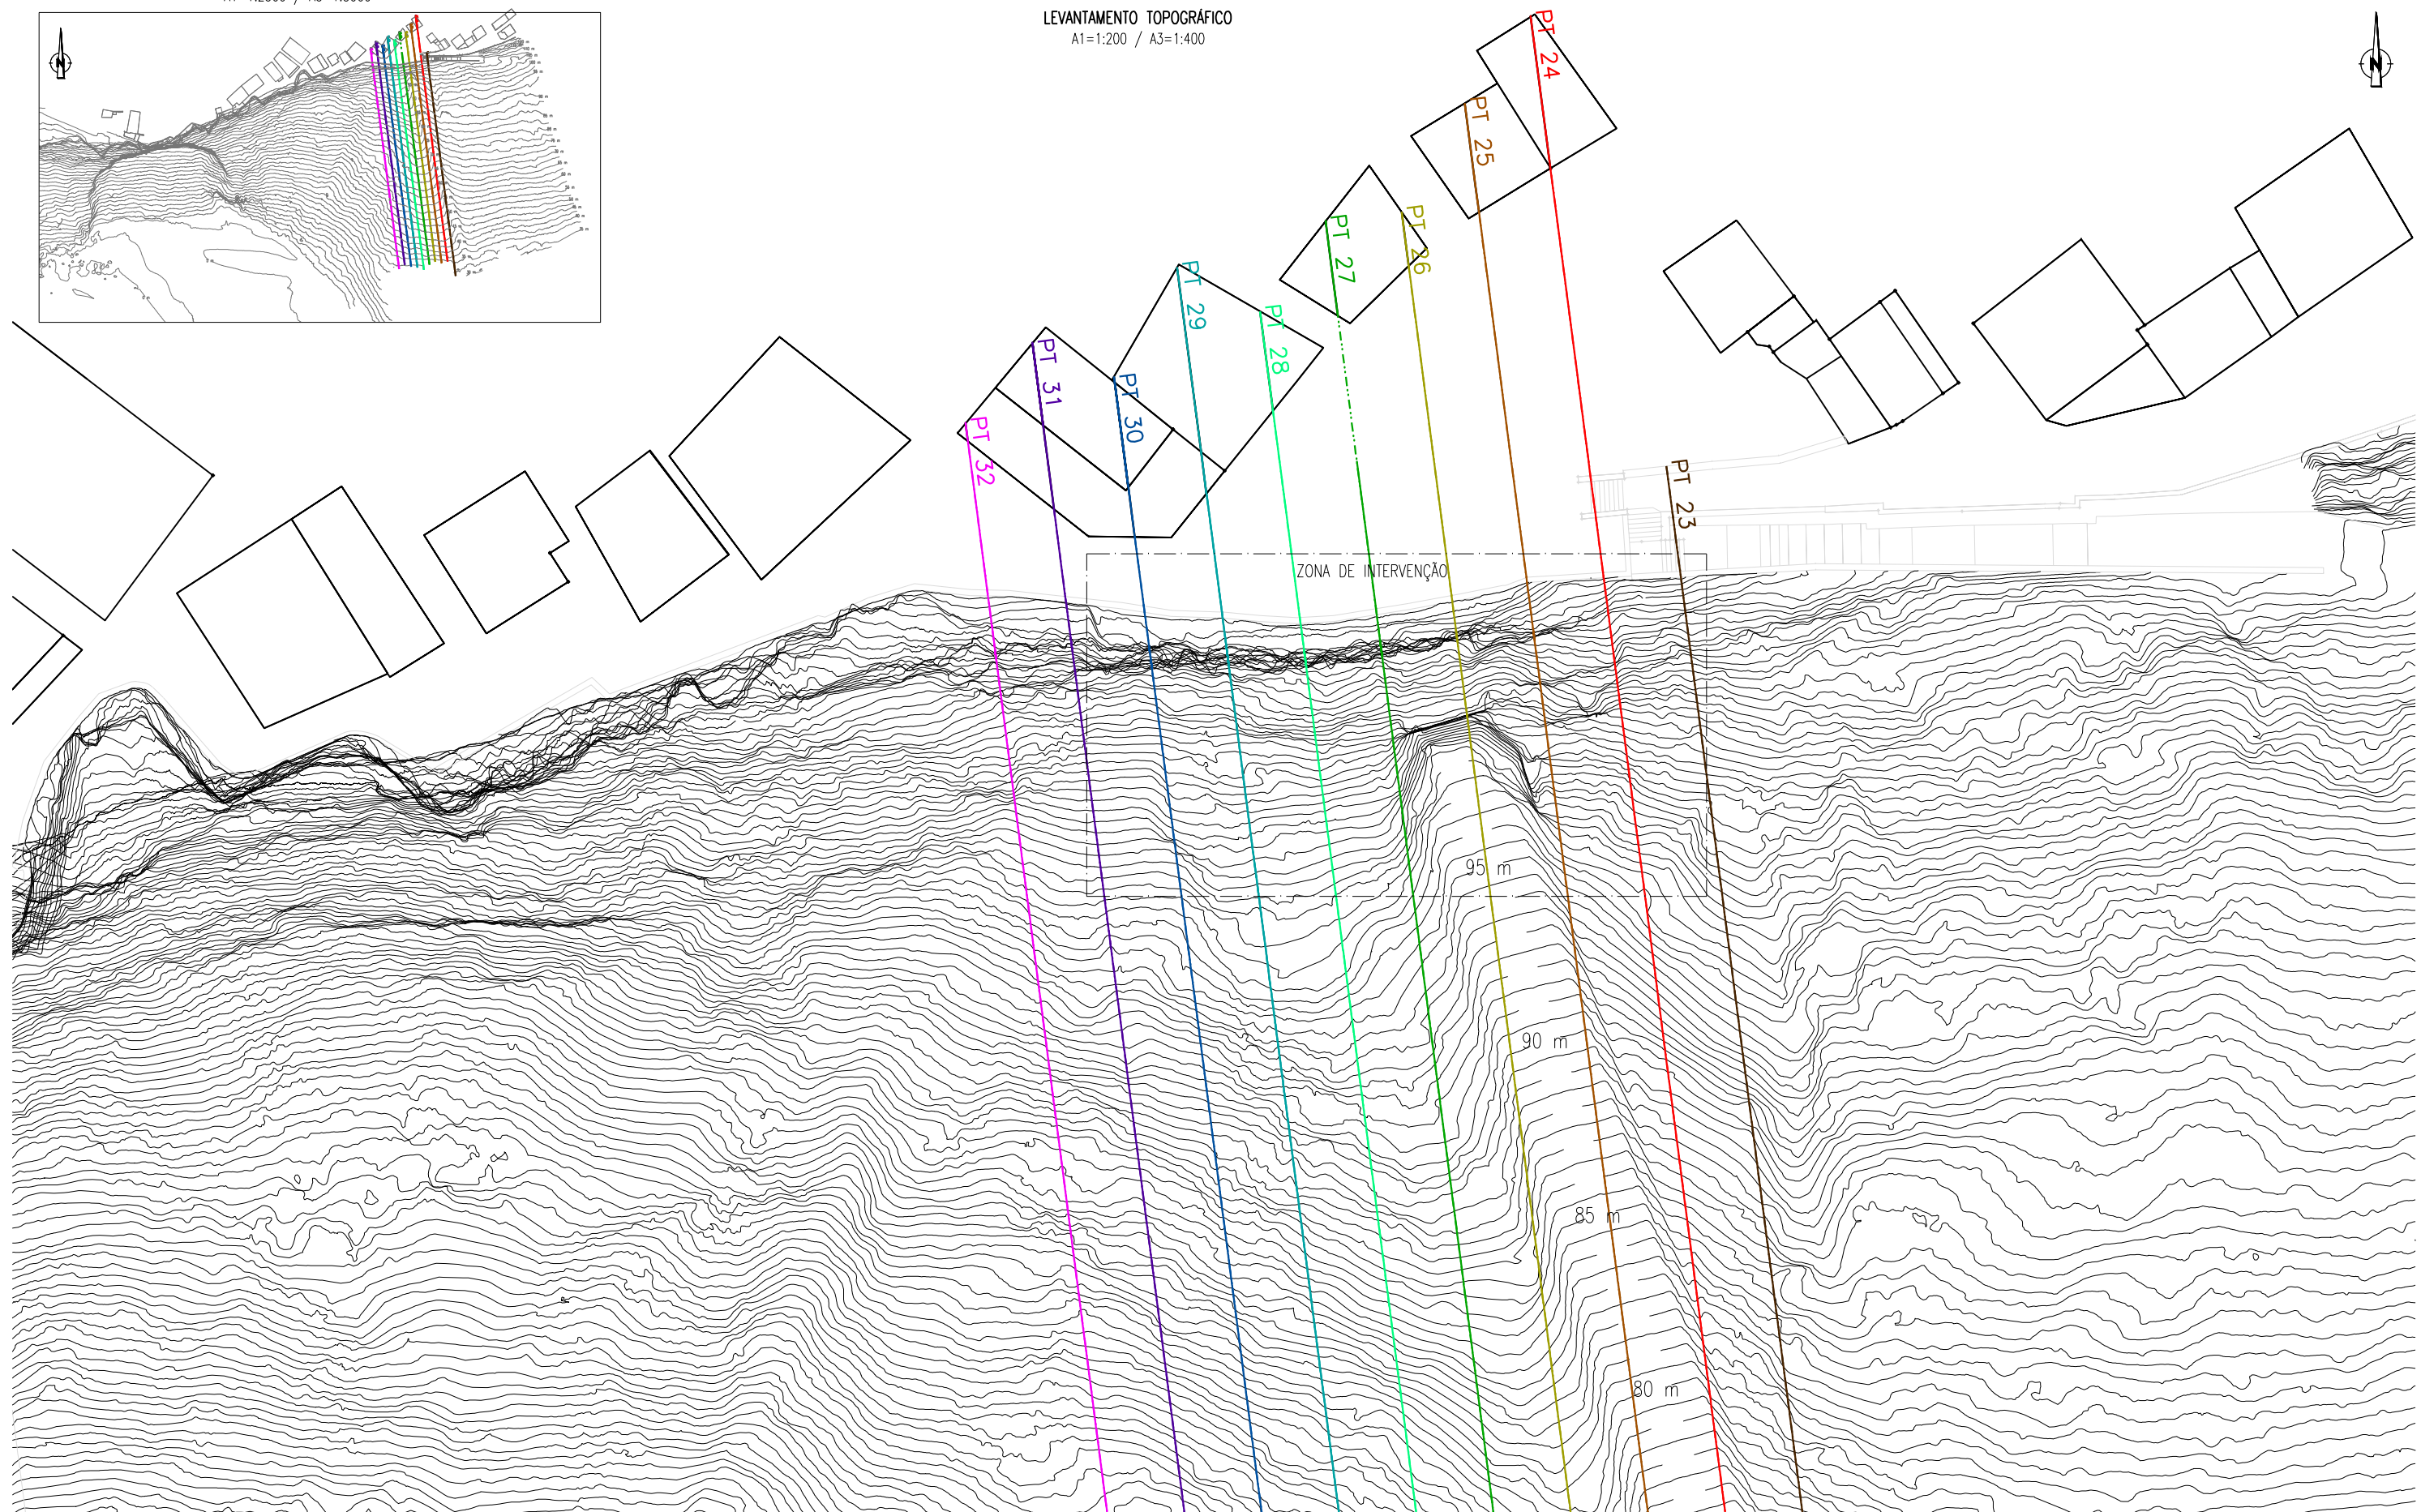 LEVANTAMENTO TOPOGRÁFICO
A1=1:200 / A3=1:400
N
N
PT 24
PT 25
PT 26
PT 27
PT 29
PT 28
PT 31
PT 30
PT 32
PT 23
ZONA DE INTERVENÇÃO
95 m
90 m
85 m
80 m